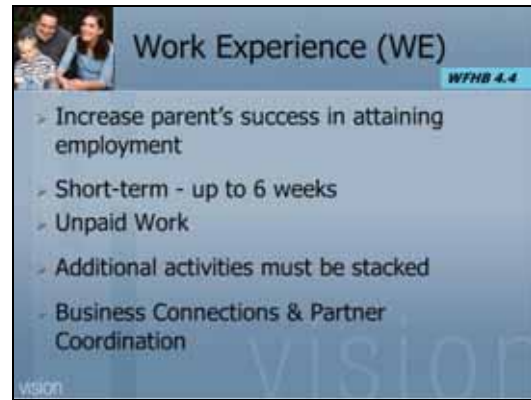 Work Experience (WE)
WFHB 4.4
Increase parent's success in attaining
employment
Short-term - up to 6 weeks
Unpaid Work
Additional activities must be stacked
Business Connections & Partner
Coordination
vision
vision